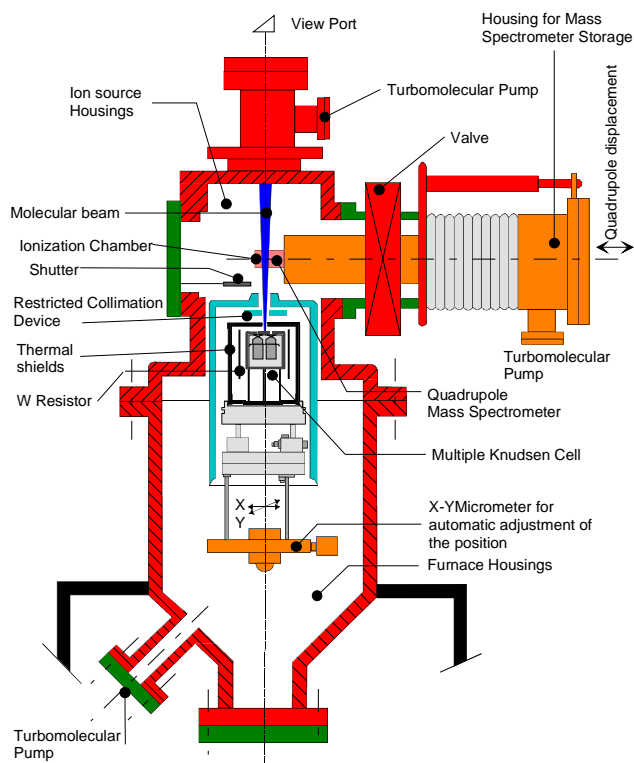 View Port
Housing for Mass
Spectrometer Storage
Ion source
Housings
Turbomolecular Pump
Valve
Quadrupole displacement
Molecular beam
Ionization Chamber
Shutter
Restricted Collimation
Device
Thermal
shields
W Resistor
Turbomolecular
Pump
Quadrupole
Mass Spectrometer
Multiple Knudsen Cell
X
Y
X-YMicrometer for
automatic adjustment of
the position
Furnace Housings
Turbomolecular
Pump